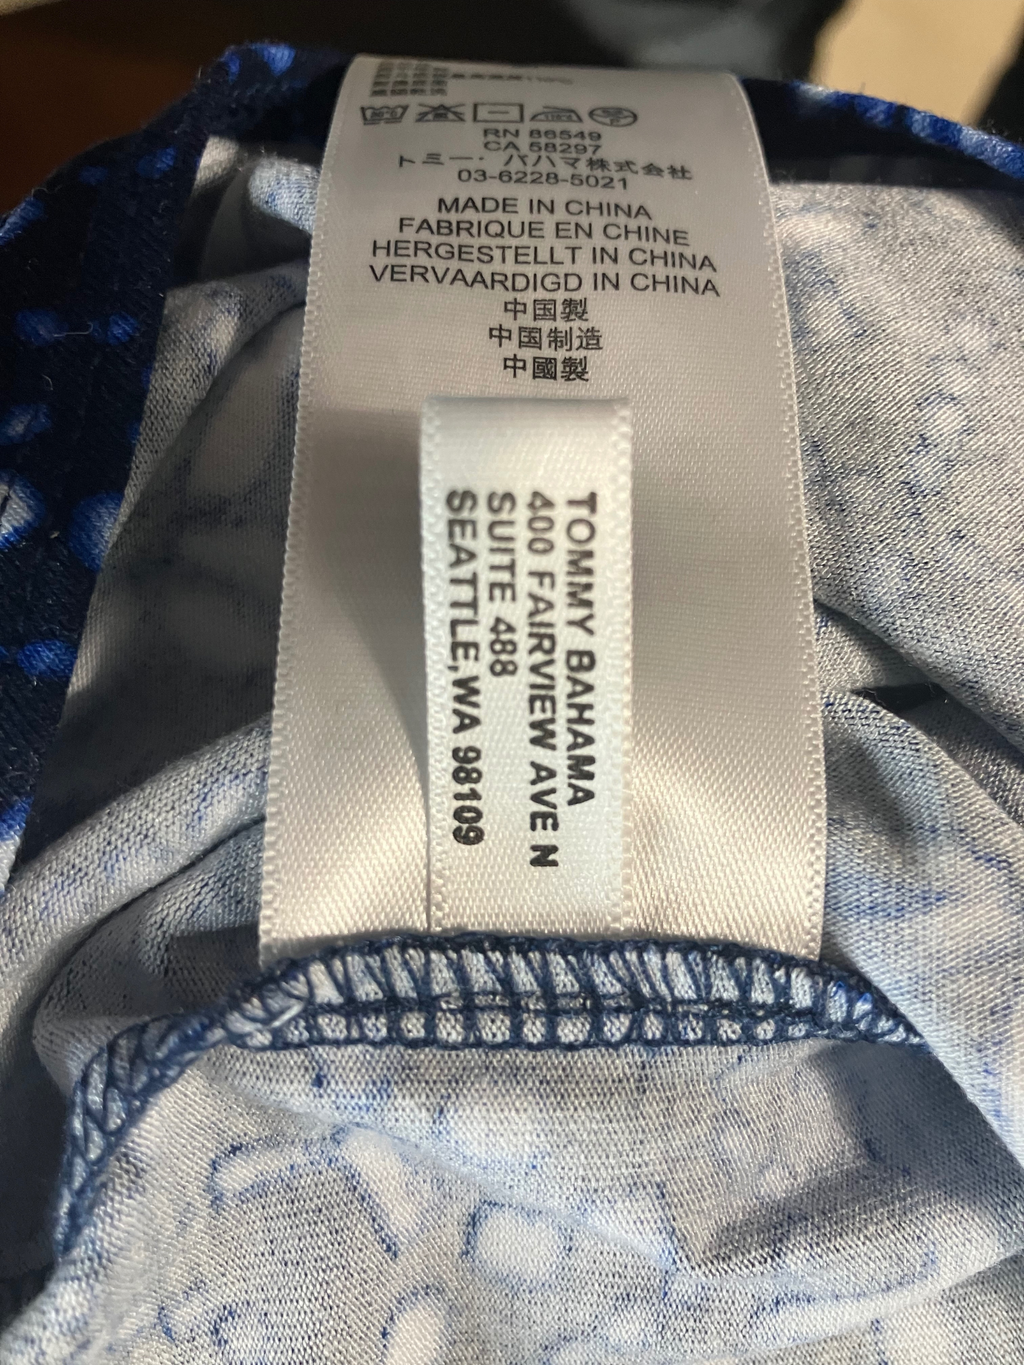 RN 86549
CA 58297
トミー・バハマ株式会社
03-6228-5021
MADE IN CHINA
FABRIQUE EN CHINE
HERGESTELLT IN CHINA
VERVAARDIGD IN CHINA
中国製
中国制造
中國製
TOMMY BAHAMA
400 FAIRVIEW AVE N
SUITE 488
SEATTLE,WA 98109